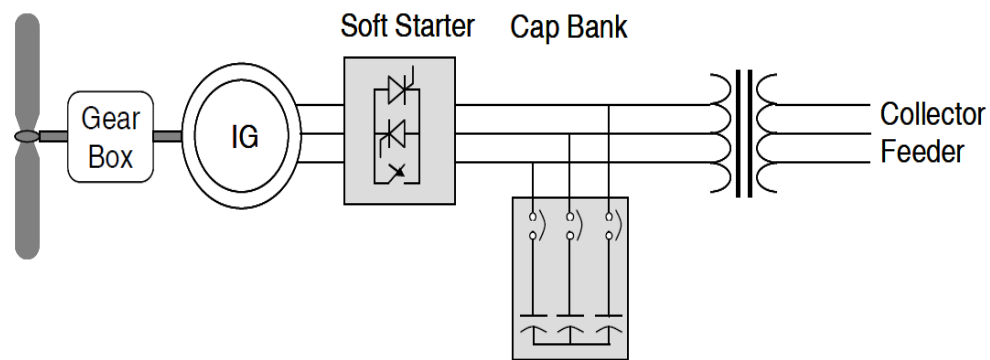 Soft Starter
Cap Bank
Gear
Box
IG
Collector
Feeder